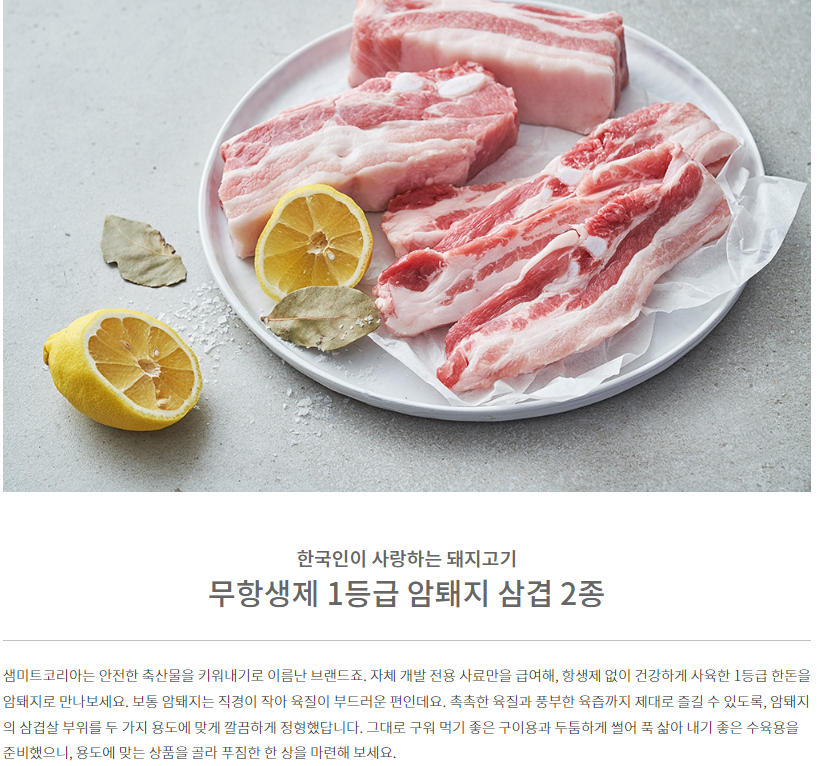 한국인이 사랑하는 돼지고기
무항생제 1등급 암퇘지 삼겹 2종
샘미트코리아는 안전한 축산물을 키워내기로 이름난 브랜드죠. 자체 개발 전용 사료만을 급여해, 항생제 없이 건강하게 사육한 1등급 한돈을
암퇘지로 만나보세요. 보통 암퇘지는 직경이 작아 육질이 부드러운 편인데요. 촉촉한 육질과 풍부한 육즙까지 제대로 즐길 수 있도록, 암퇘지
의 삼겹살 부위를 두 가지 용도에 맞게 깔끔하게 정형했답니다. 그대로 구워 먹기 좋은 구이용과 두툼하게 썰어 푹 삶아 내기 좋은 수육용을
준비했으니, 용도에 맞는 상품을 골라 푸짐한 한 상을 마련해 보세요.